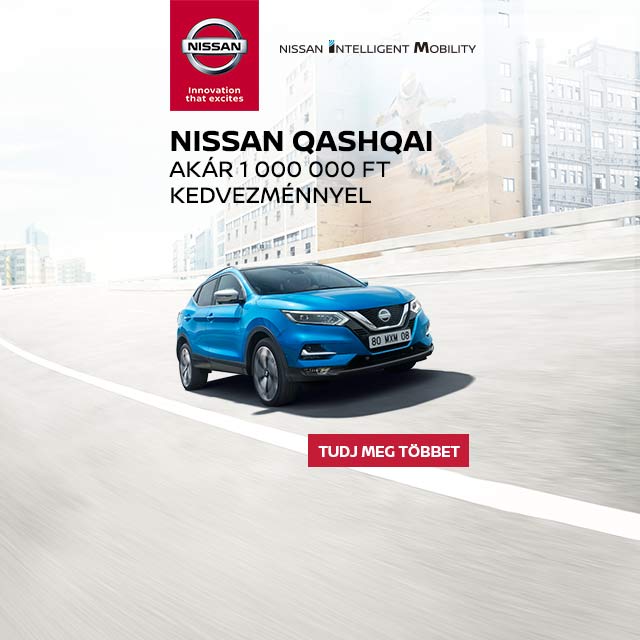 NISSAN
Innovation
that excites
NISSAN INTELLIGENT MOBILITY
NISSAN QASHQAI
AKÁR 1 000 000 FT
KEDVEZMÉNNYEL
80 MXM 08
TUDJ MEG TÖBBET